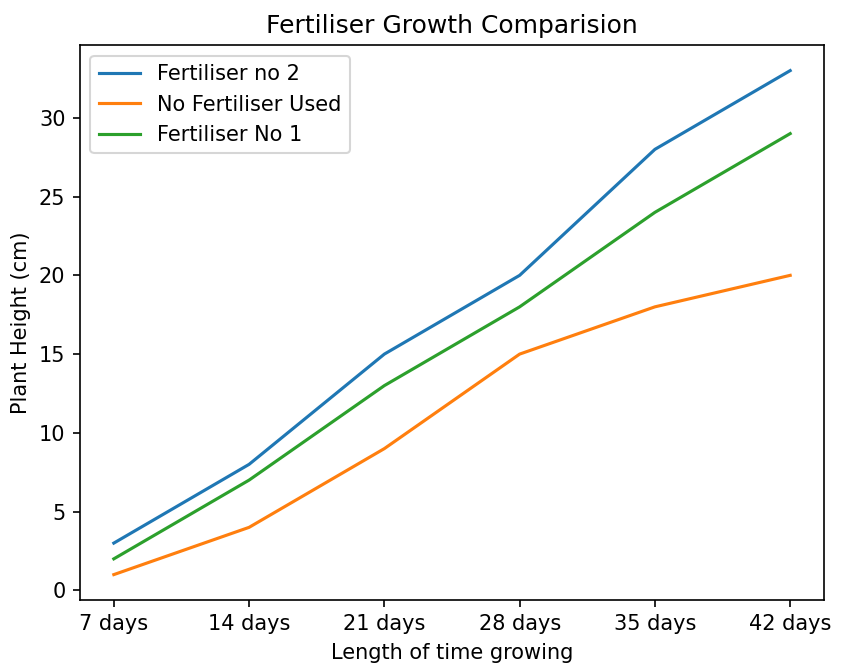 Fertiliser Growth Comparision
Fertiliser no 2
No Fertiliser Used
Fertiliser No 1
Plant Height (cm)
30
25
20
15
10
5
0
7 days 14 days 21 days 28 days 35 days 42 days
Length of time growing